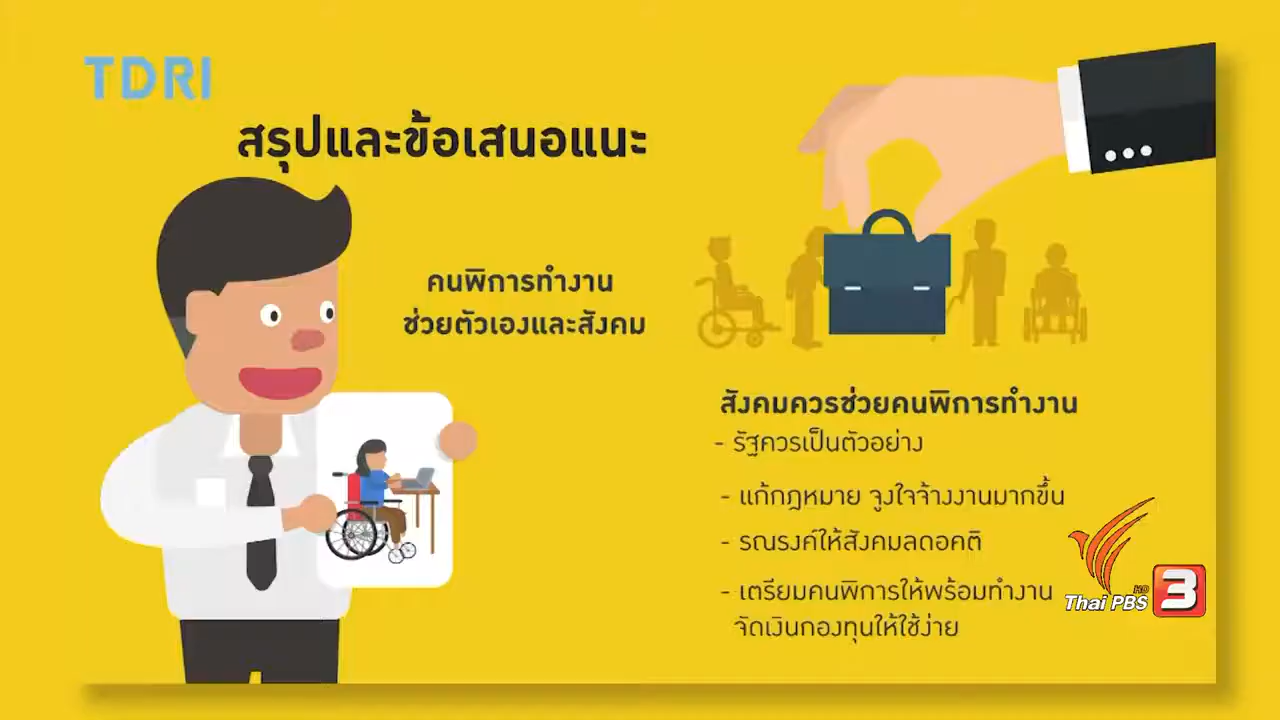 TDRI
สรุปและข้อเสนอแนะ
คนพิการทำงาน
ช่วยตัวเองและสังคม
สังคมควรช่วยคนพิการทำงาน
- รัฐควรเป็นตัวอย่าง
- แก้กฎหมาย จูงใจจ้างงานมากขึ้น
- รณรงค์ให้สังคมลดอคติ
- เตรียมคนพิการให้พร้อมทำงาน
จัดเงินกองทุนให้ใช้ง่าย
HD
Thai PBS 3